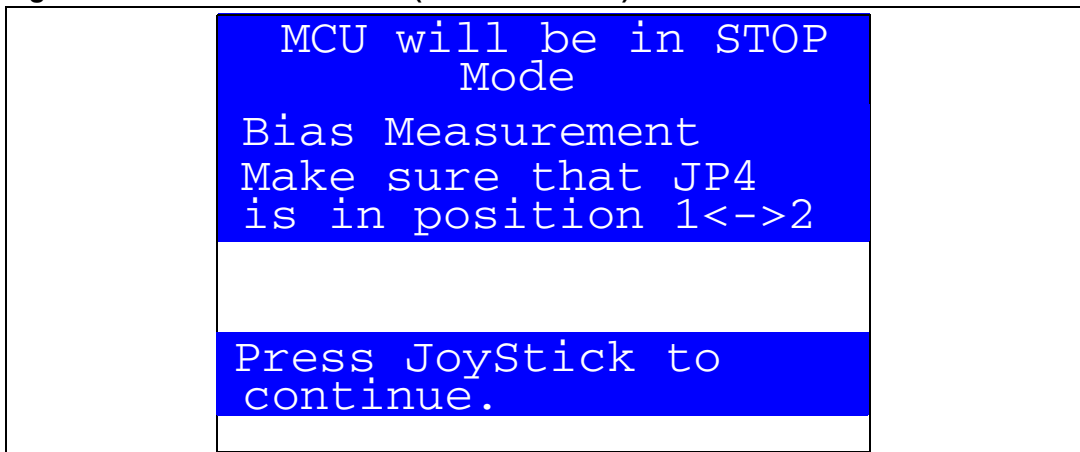 MCU will be in STOP
Mode
Bias Measurement
Make sure that JP4
is in position 1<->2
Press JoyStick to
continue.